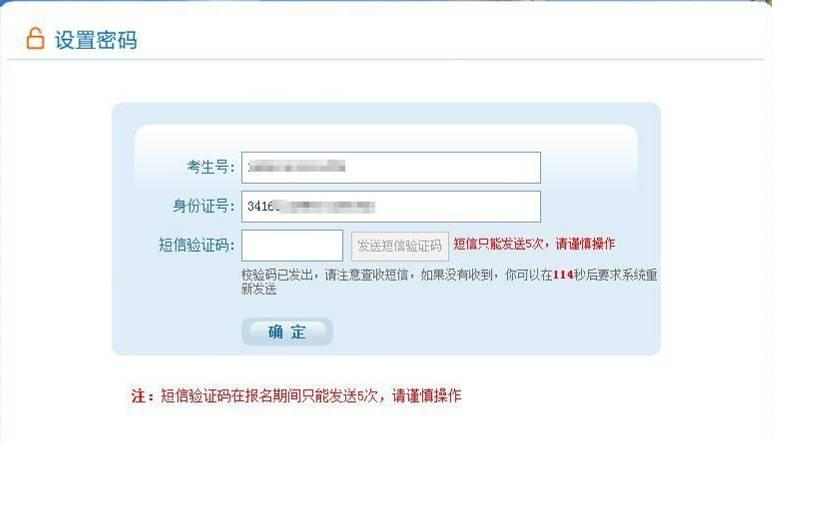 设置密码
考生号:
身份证号: 3416
短信验证码: 发送短信验证码 短信只能发送5次，请谨慎操作
校验码已发出，请注意查收短信，如果没有收到，你可以在114秒后要求系统重
新发送
确 定
注：短信验证码在报名期间只能发送5次，请谨慎操作